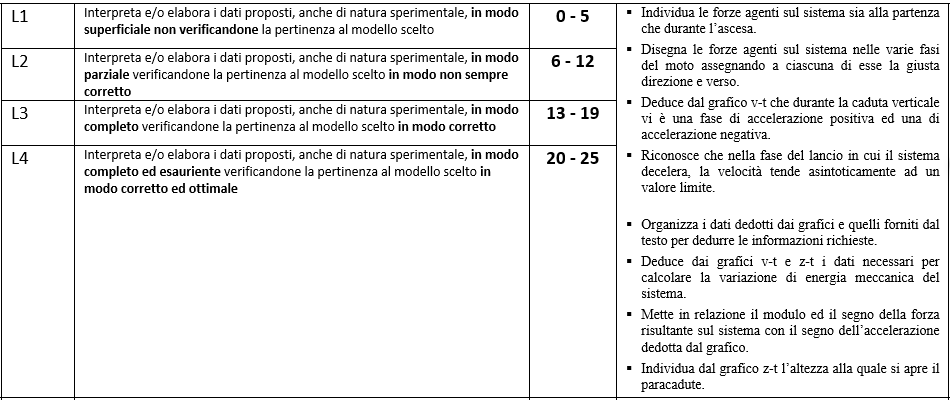 L1
Interpreta e/o elabora i dati proposti, anche di natura sperimentale, in modo
superficiale non verificandone la pertinenza al modello scelto
0 - 5
L2
Interpreta e/o elabora i dati proposti, anche di natura sperimentale, in modo
parziale verificandone la pertinenza al modello scelto in modo non sempre
corretto
6 - 12
L3
Interpreta e/o elabora i dati proposti, anche di natura sperimentale, in modo
completo verificandone la pertinenza al modello scelto in modo corretto
13 - 19
L4
Interpreta e/o elabora i dati proposti, anche di natura sperimentale, in modo
completo ed esauriente verificandone la pertinenza al modello scelto in
modo corretto ed ottimale
20 - 25
▪ Individua le forze agenti sul sistema sia alla partenza
che durante l’ascesa.
▪ Disegna le forze agenti sul sistema nelle varie fasi
del moto assegnando a ciascuna di esse la giusta
direzione e verso.
▪ Deduce dal grafico v-t che durante la caduta verticale
vi è una fase di accelerazione positiva ed una di
accelerazione negativa.
▪ Riconosce che nella fase del lancio in cui il sistema
decelera, la velocità tende asintoticamente ad un
valore limite.
▪ Organizza i dati dedotti dai grafici e quelli forniti dal
testo per dedurre le informazioni richieste.
▪ Deduce dai grafici v-t e z-t i dati necessari per
calcolare la variazione di energia meccanica del
sistema.
▪ Mette in relazione il modulo ed il segno della forza
risultante sul sistema con il segno dell’accelerazione
dedotta dal grafico.
▪ Individua dal grafico z-t l’altezza alla quale si apre il
paracadute.